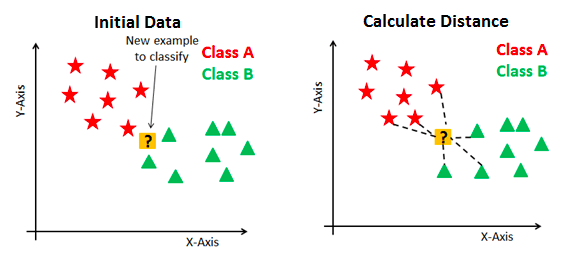 Initial Data
New example
to classify
Class A
Class B
?
Y-Axis
X-Axis
Calculate Distance
Class A
Class B
?
Y-Axis
X-Axis